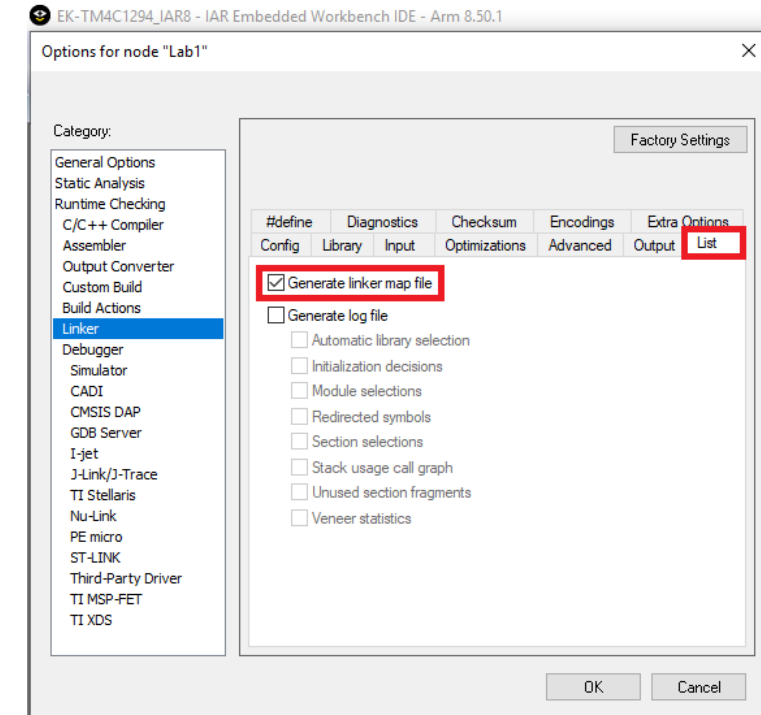 EK-TM4C1294_IAR8 - IAR Embedded Workbench IDE - Arm 8.50.1
Options for node "Lab1"
Category:
General Options
Static Analysis
Runtime Checking
C/C++ Compiler
Assembler
Output Converter
Custom Build
Build Actions
Linker
Debugger
Simulator
CADI
CMSIS DAP
GDB Server
I-jet
J-Link/J-Trace
TI Stellaris
Nu-Link
PE micro
ST-LINK
Third-Party Driver
TI MSP-FET
TI XDS
Factory Settings
#define Diagnostics Checksum Encodings Extra Options
Config Library Input Optimizations Advanced Output List
Generate linker map file
Generate log file
Automatic library selection
Initialization decisions
Module selections
Redirected symbols
Section selections
Stack usage call graph
Unused section fragments
Veneer statistics
OK Cancel